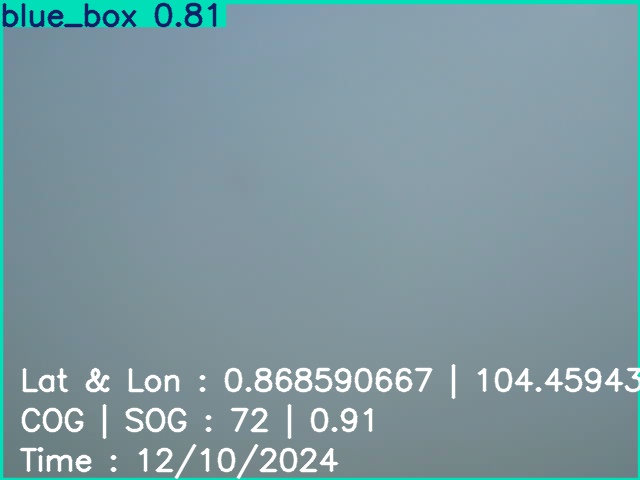 blue_box 0.81
Lat & Lon : 0.868590667 | 104.45943
COG | SOG : 72 | 0.91
Time : 12/10/2024